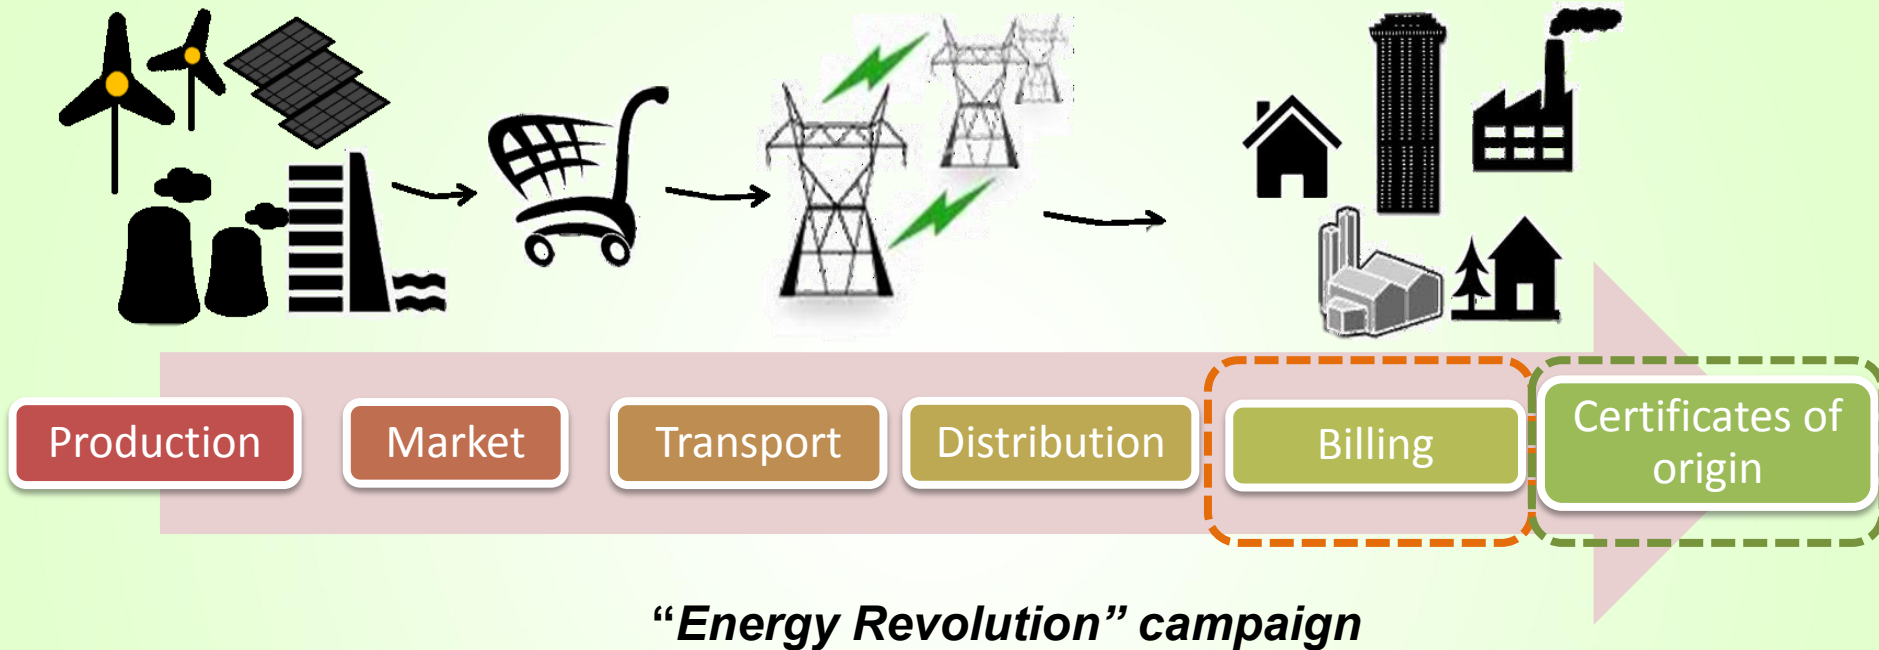 Production
Market
Transport
Distribution
Billing
Certificates of
origin
“Energy Revolution” campaign